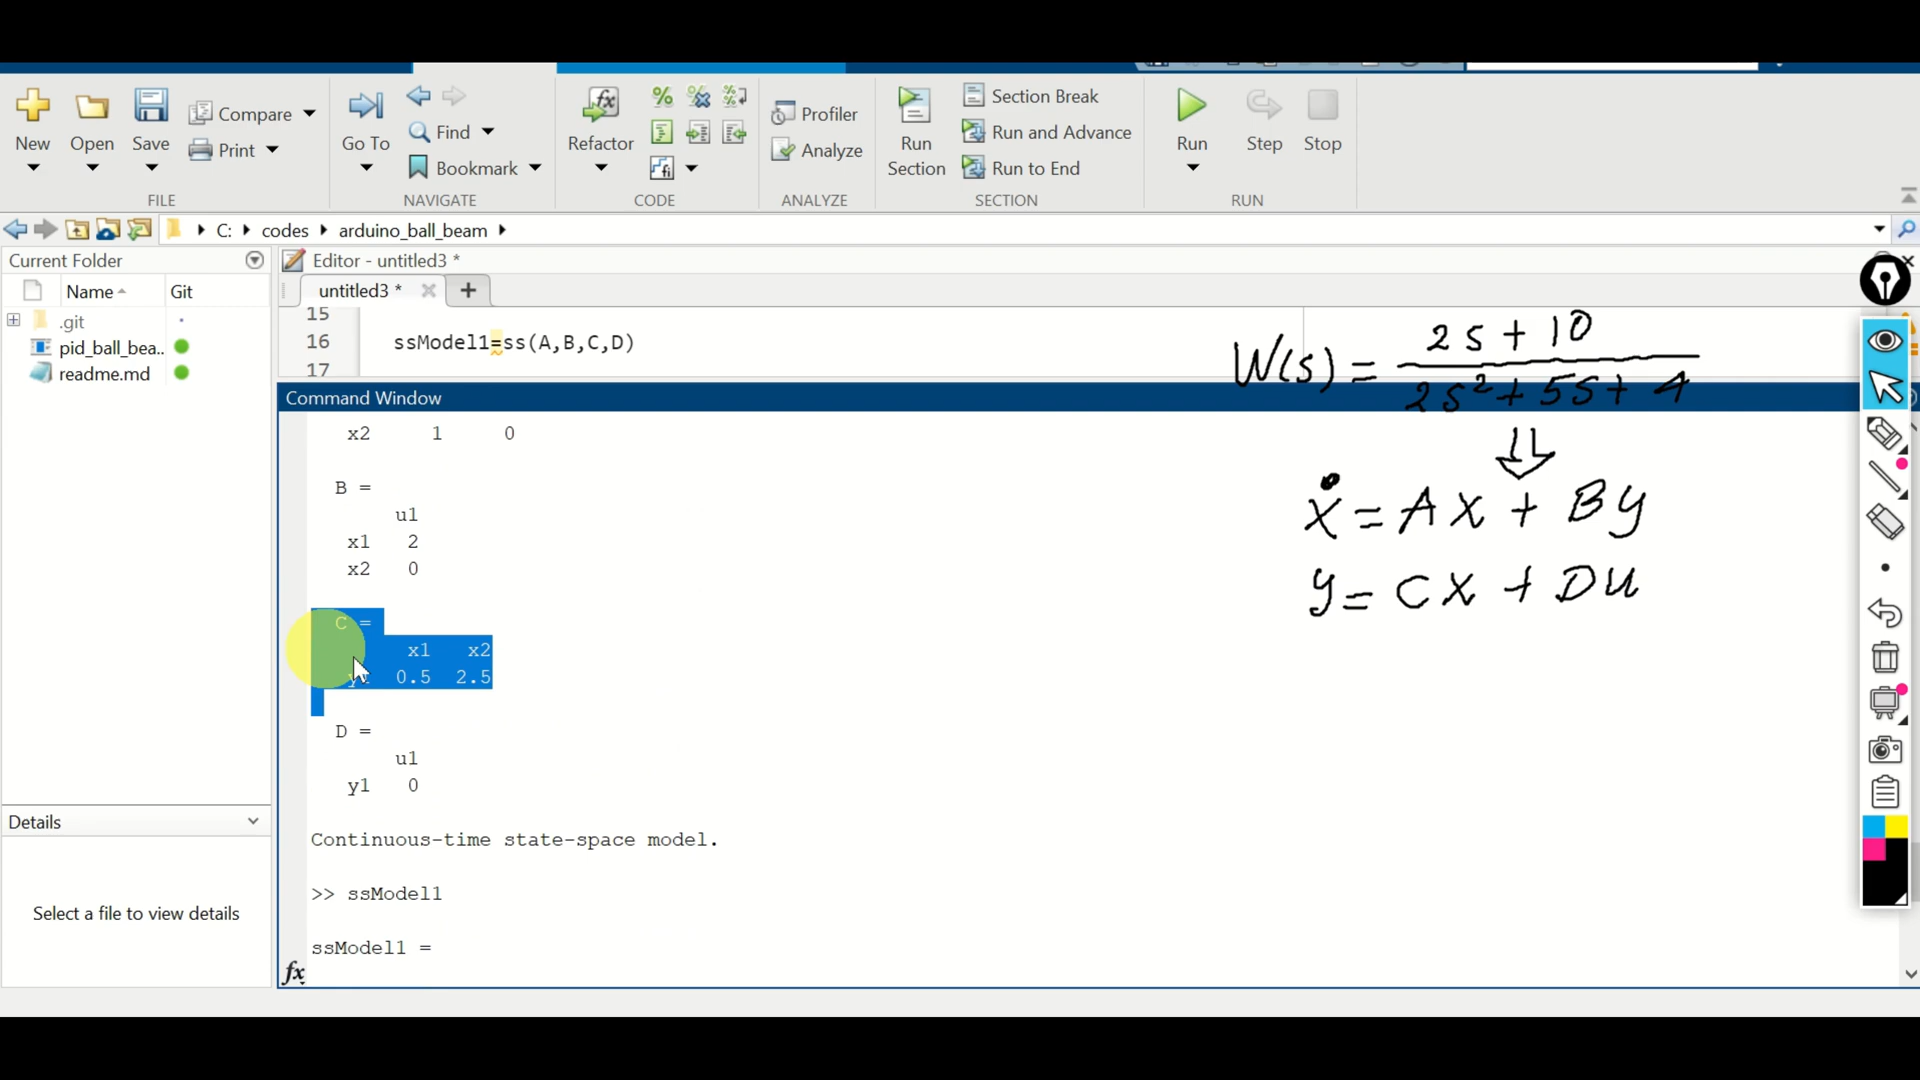 New
Open
Save
Compare
Print
FILE
Go To
Find
Bookmark
NAVIGATE
Refactor
CODE
Profiler
Analyze
ANALYZE
Run Section
Section Break
Run and Advance
Run to End
SECTION
Run
Step
Stop
RUN
C: codes arduino_ball_beam
Current Folder
Name Git
.git
pid_ball_bea..
readme.md
Details
Select a file to view details
Editor - untitled3 *
untitled3 *
15
16 ssModel1=ss(A,B,C,D)
17
Command Window
x2 1 0
B =
u1
x1 2
x2 0
C =
x1 x2
y1 0.5 2.5
D =
u1
y1 0
Continuous-time state-space model.
>> ssModel1
ssModel1 =
fx
W(s) = 2s + 10
2s² + 5s + 4
⇓
ẋ = Ax + By
y = Cx + Du